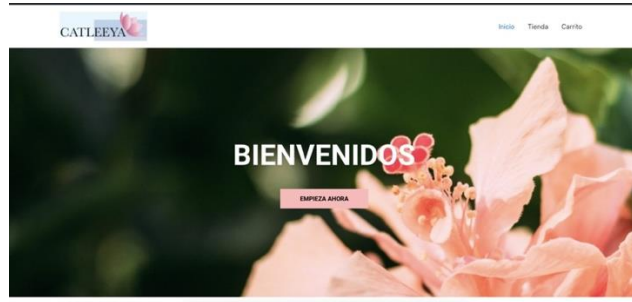 CATLEEYA
Inicio Tienda Carrito
BIENVENIDOS
EMPIEZA AHORA